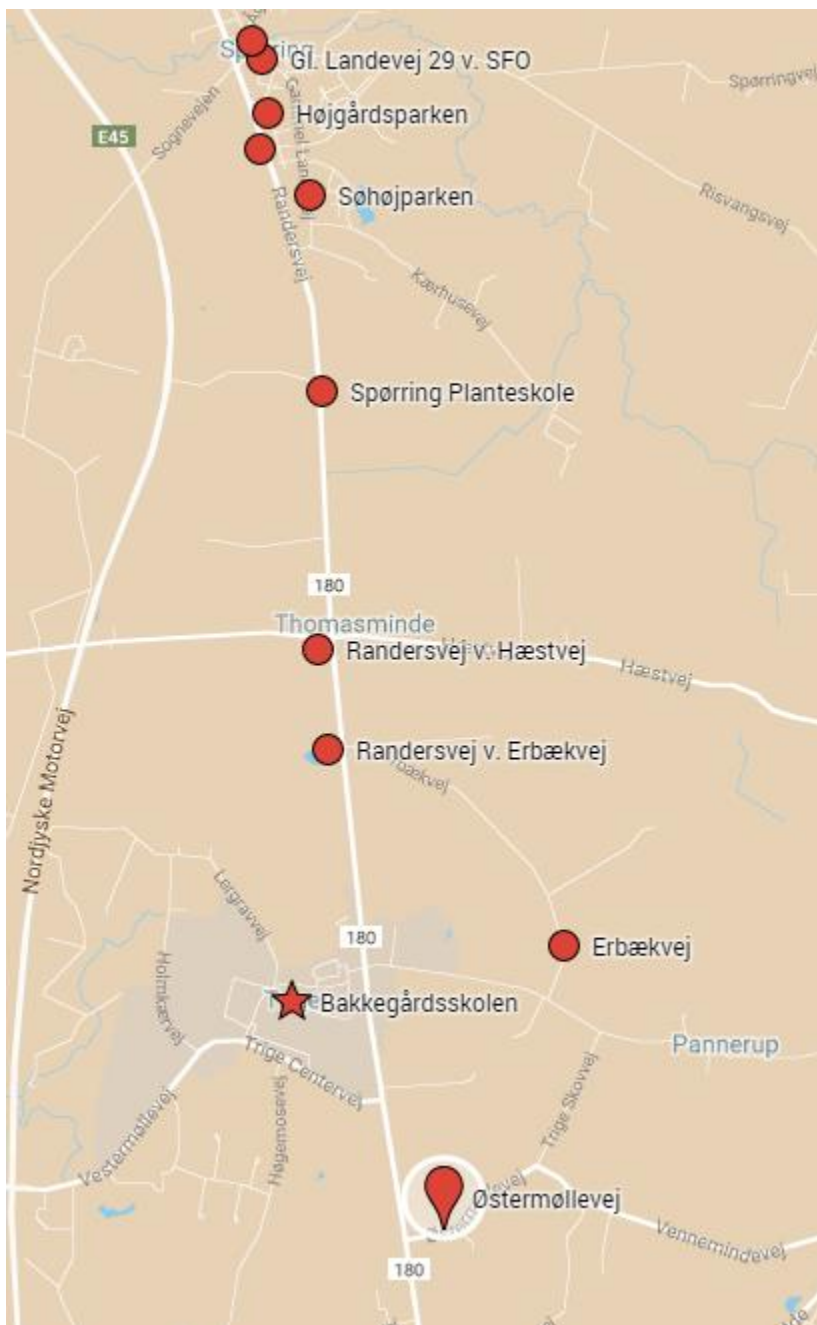 Gl. Landevej 29 v. SFO
Spørringvej
Højgårdsparken
E45
Sognevejen
Søhøjparken
Risvangsvej
Randersvej
Kærhusevej
Spørring Planteskole
180
Thomasminde
Randersvej v. Hæstvej
Hæstvej
Randersvej v. Erbækvej
Nordjyske Motorvej
Lergravvej
180
Erbækvej
Holmkærvej
Bakkegårdsskolen
Pannerup
Trige Centervej
Trige Skovvej
Vestermøllevej
Høgemosevej
Østermøllevej
Vennemindevej
180